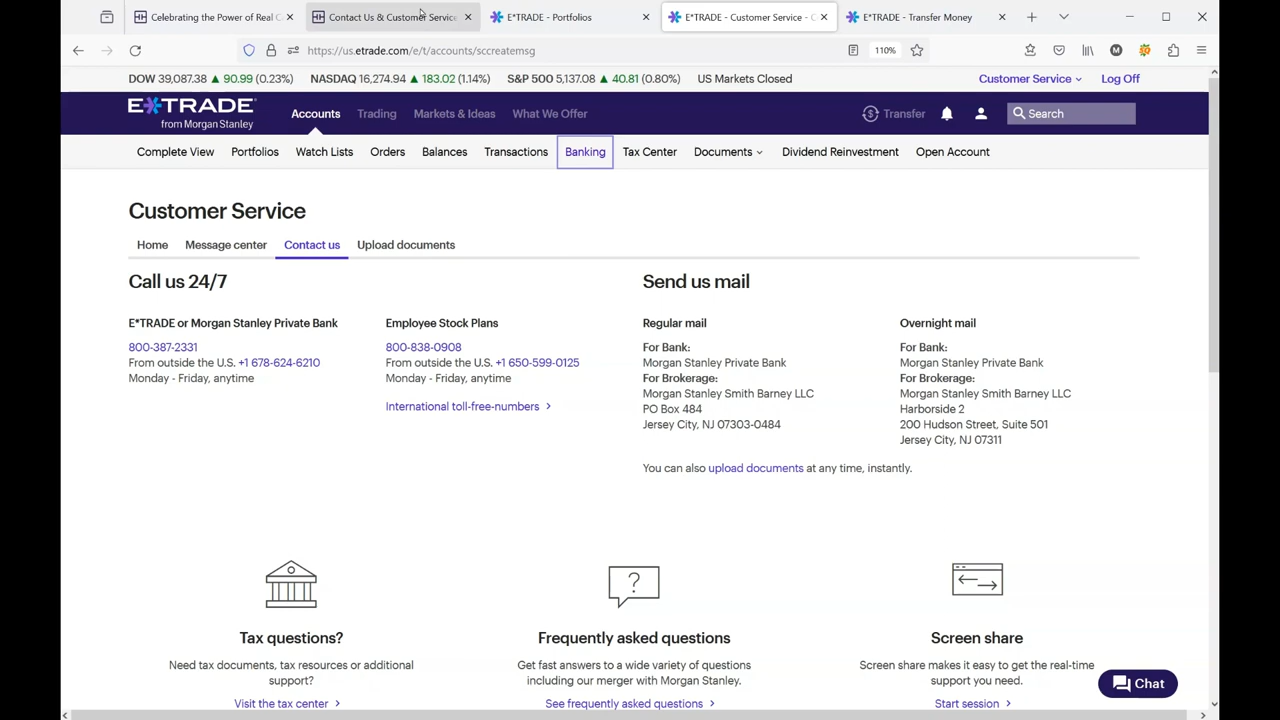 Celebrating the Power of Real C
Contact Us & Customer Service
E*TRADE - Portfolios
E*TRADE - Customer Service - C
E*TRADE - Transfer Money
https://us.etrade.com/e/t/accounts/sccreatemsg
110%
M
DOW 39,087.38 ▲ 90.99 (0.23%) NASDAQ 16,274.94 ▲ 183.02 (1.14%) S&P 500 5,137.08 ▲ 40.81 (0.80%) US Markets Closed
Customer Service
Log Off
E*TRADE
from Morgan Stanley
Accounts Trading Markets & Ideas What We Offer
Transfer
Search
Complete View Portfolios Watch Lists Orders Balances Transactions Banking Tax Center Documents Dividend Reinvestment Open Account
Customer Service
Home Message center Contact us Upload documents
Call us 24/7
E*TRADE or Morgan Stanley Private Bank
800-387-2331
From outside the U.S. +1 678-624-6210
Monday - Friday, anytime
Employee Stock Plans
800-838-0908
From outside the U.S. +1 650-599-0125
Monday - Friday, anytime
International toll-free-numbers
Send us mail
Regular mail
For Bank:
Morgan Stanley Private Bank
For Brokerage:
Morgan Stanley Smith Barney LLC
PO Box 484
Jersey City, NJ 07303-0484
Overnight mail
For Bank:
Morgan Stanley Private Bank
For Brokerage:
Morgan Stanley Smith Barney LLC
Harborside 2
200 Hudson Street, Suite 501
Jersey City, NJ 07311
You can also upload documents at any time, instantly.
Tax questions?
Need tax documents, tax resources or additional
support?
Visit the tax center
?
Frequently asked questions
Get fast answers to a wide variety of questions
including our merger with Morgan Stanley.
See frequently asked questions
Screen share
Screen share makes it easy to get the real-time
support you need.
Start session
Chat